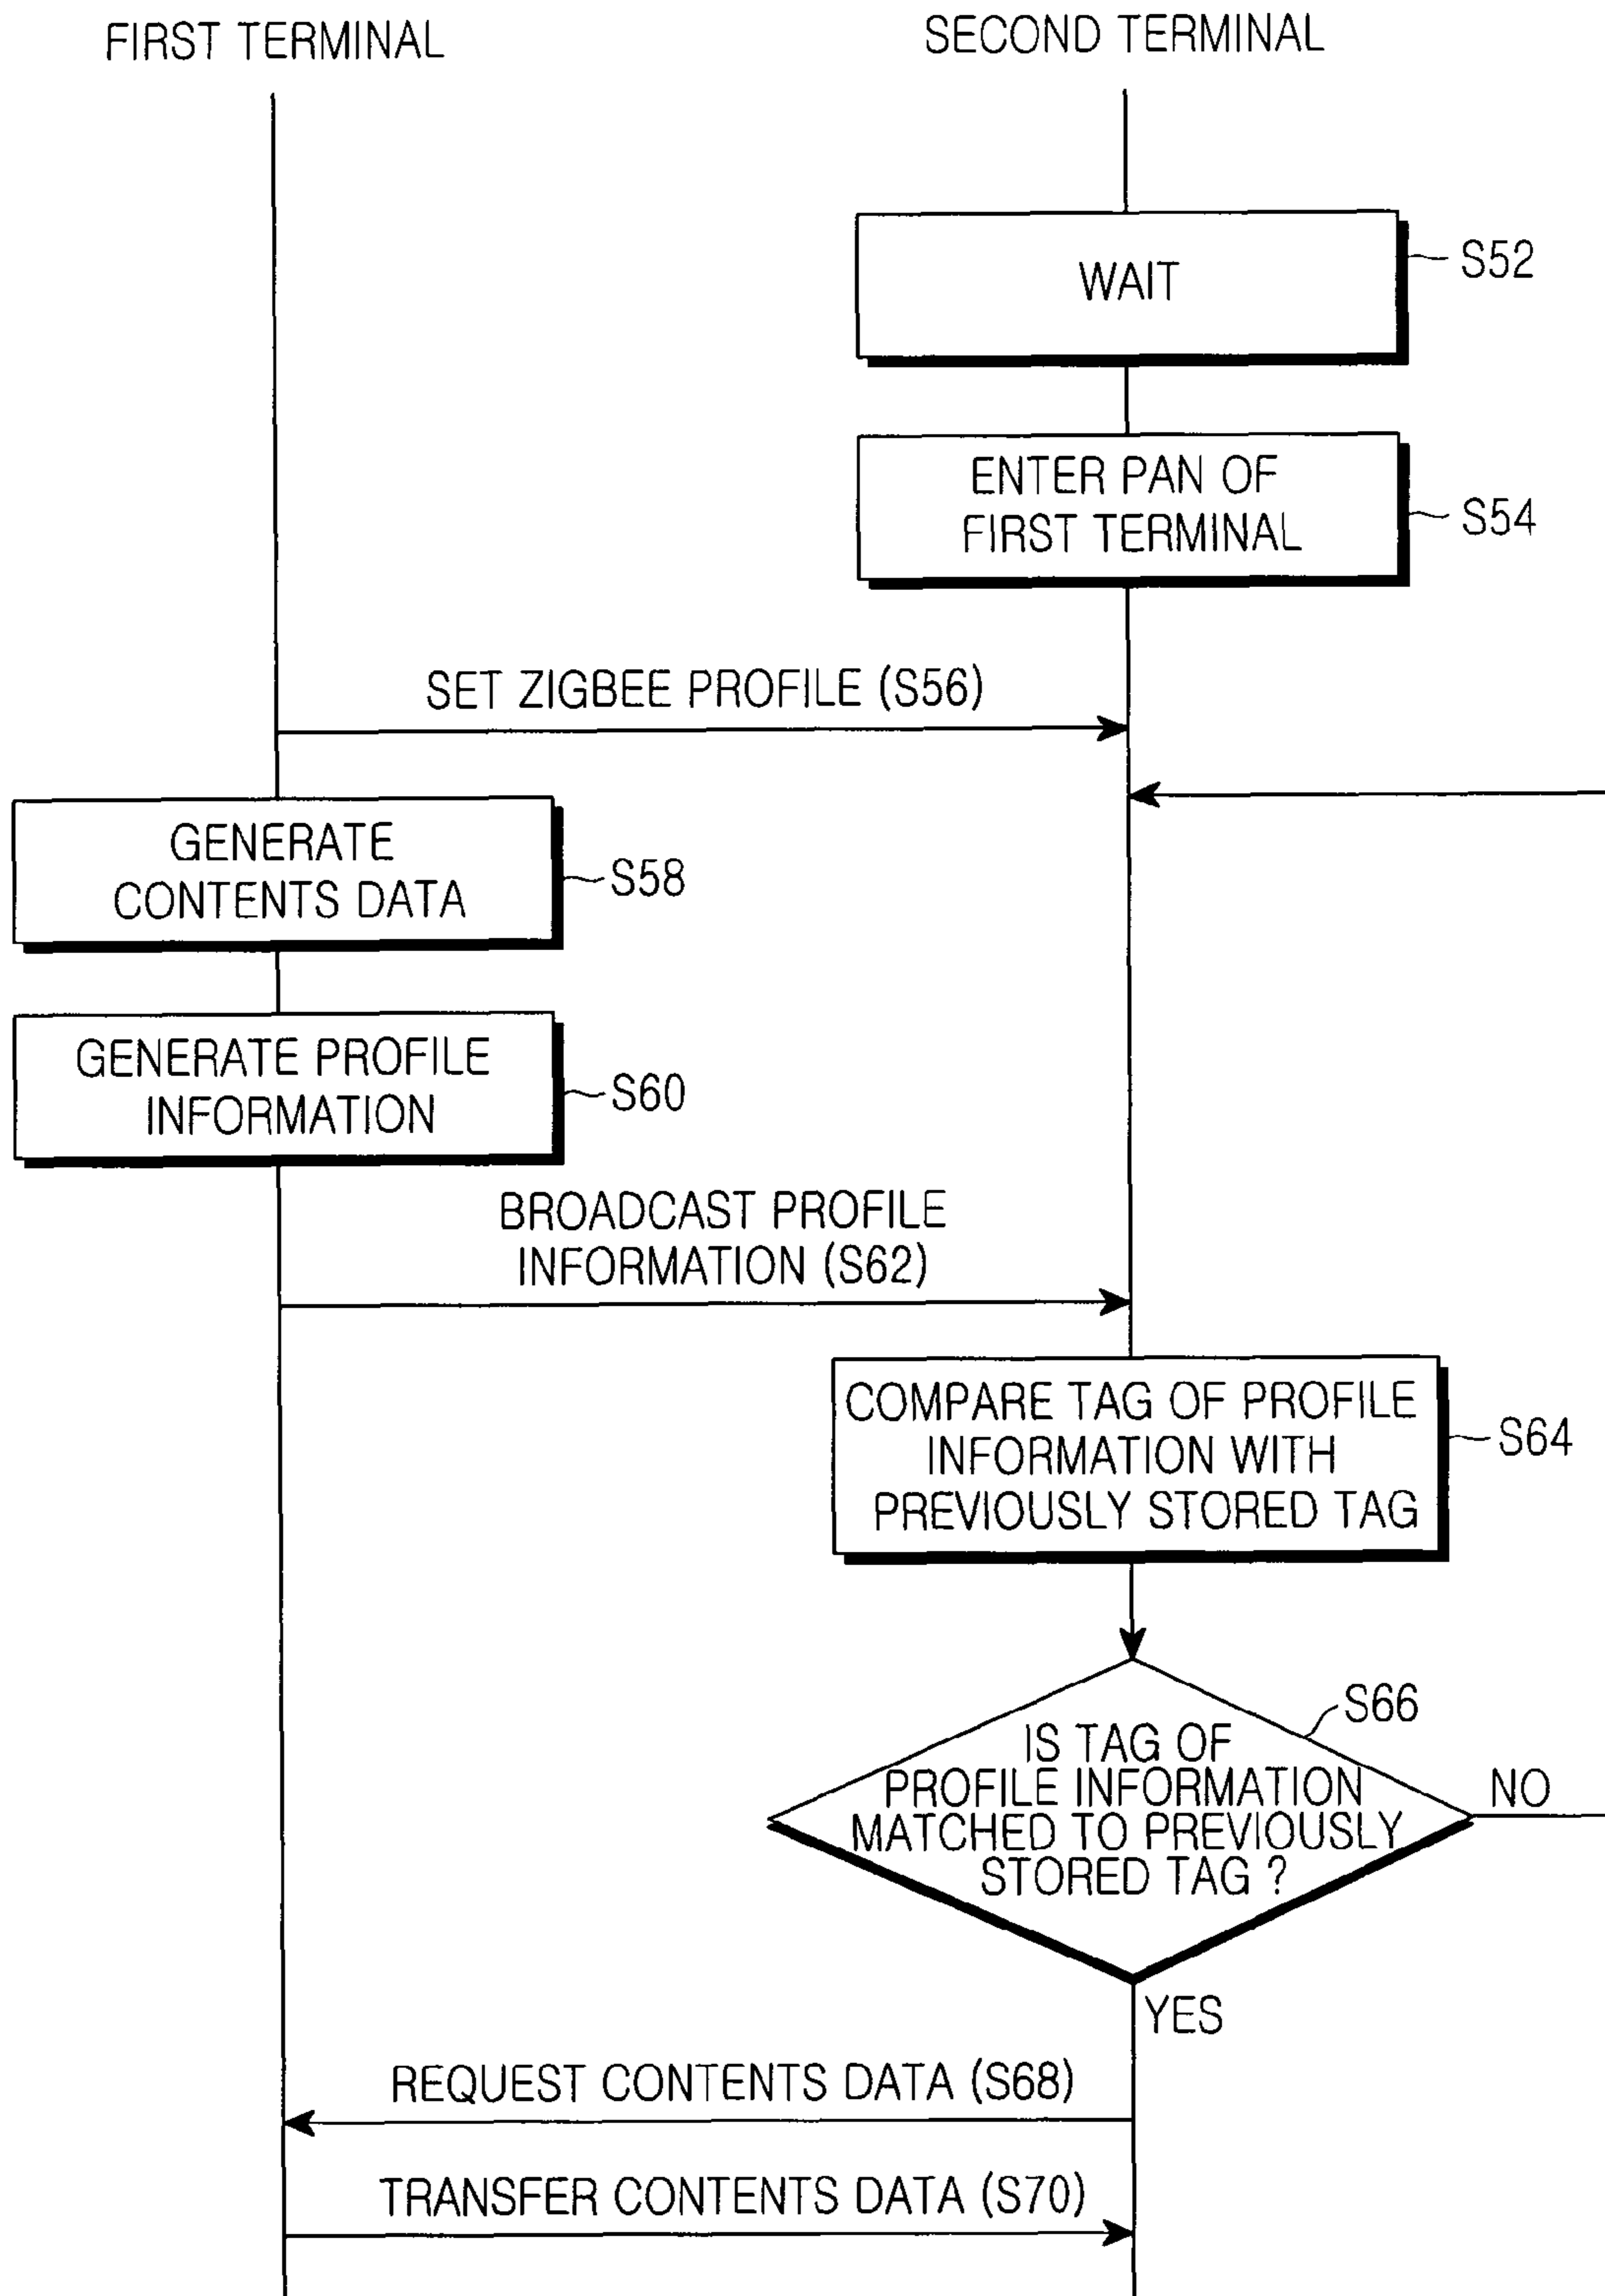 FIRST TERMINAL
SECOND TERMINAL
WAIT
S52
ENTER PAN OF
FIRST TERMINAL
S54
SET ZIGBEE PROFILE (S56)
GENERATE
CONTENTS DATA
S58
GENERATE PROFILE
INFORMATION
S60
BROADCAST PROFILE
INFORMATION (S62)
COMPARE TAG OF PROFILE
INFORMATION WITH
PREVIOUSLY STORED TAG
S64
S66
IS TAG OF
PROFILE INFORMATION
MATCHED TO PREVIOUSLY
STORED TAG ?
NO
YES
REQUEST CONTENTS DATA (S68)
TRANSFER CONTENTS DATA (S70)